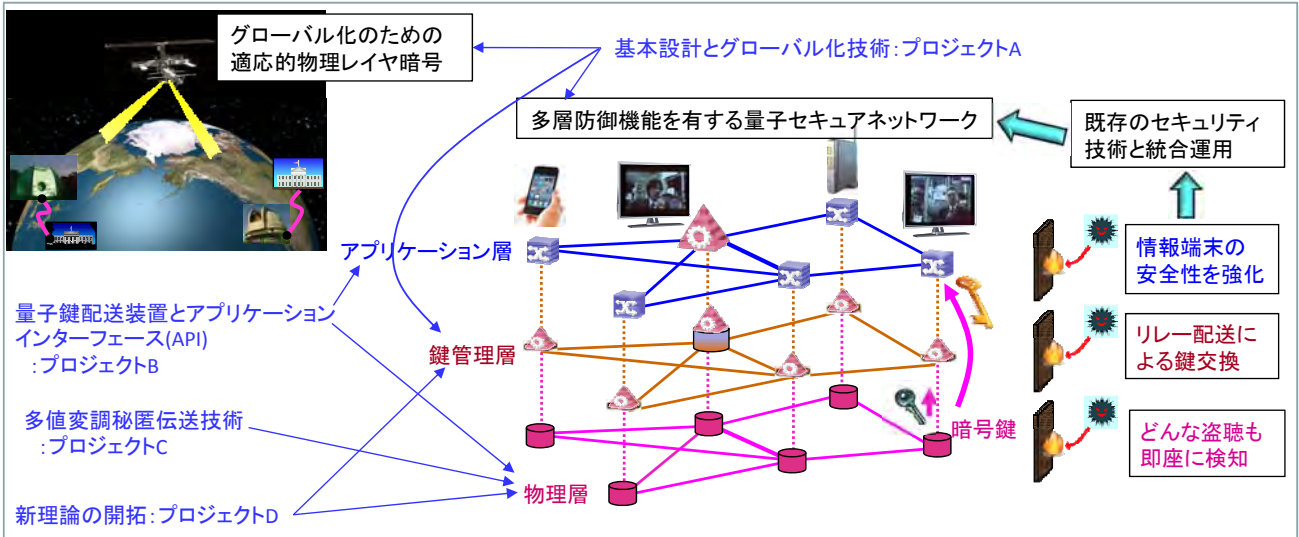 グローバル化のための
適応的物理レイヤ暗号
基本設計とグローバル化技術：プロジェクトA
多層防御機能を有する量子セキュアネットワーク
既存のセキュリティ
技術と統合運用
アプリケーション層
情報端末の
安全性を強化
量子鍵配送装置とアプリケーション
インターフェース(API)
：プロジェクトB
鍵管理層
リレー配送に
よる鍵交換
多値変調秘匿伝送技術
：プロジェクトC
暗号鍵
どんな盗聴も
即座に検知
物理層
新理論の開拓：プロジェクトD